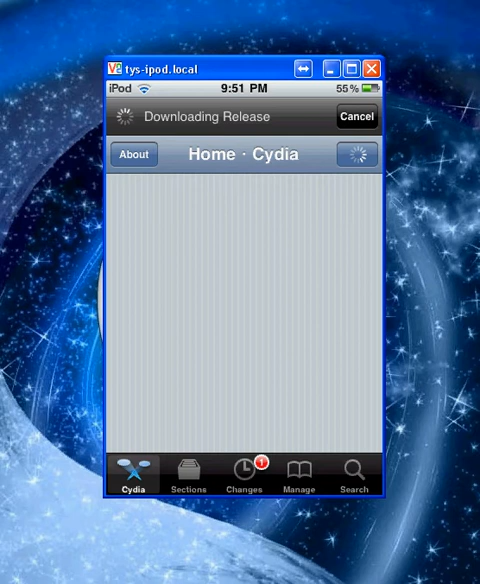 tys-ipod.local
iPod 9:51 PM 55%
Downloading Release Cancel
About Home · Cydia
1
Cydia Sections Changes Manage Search